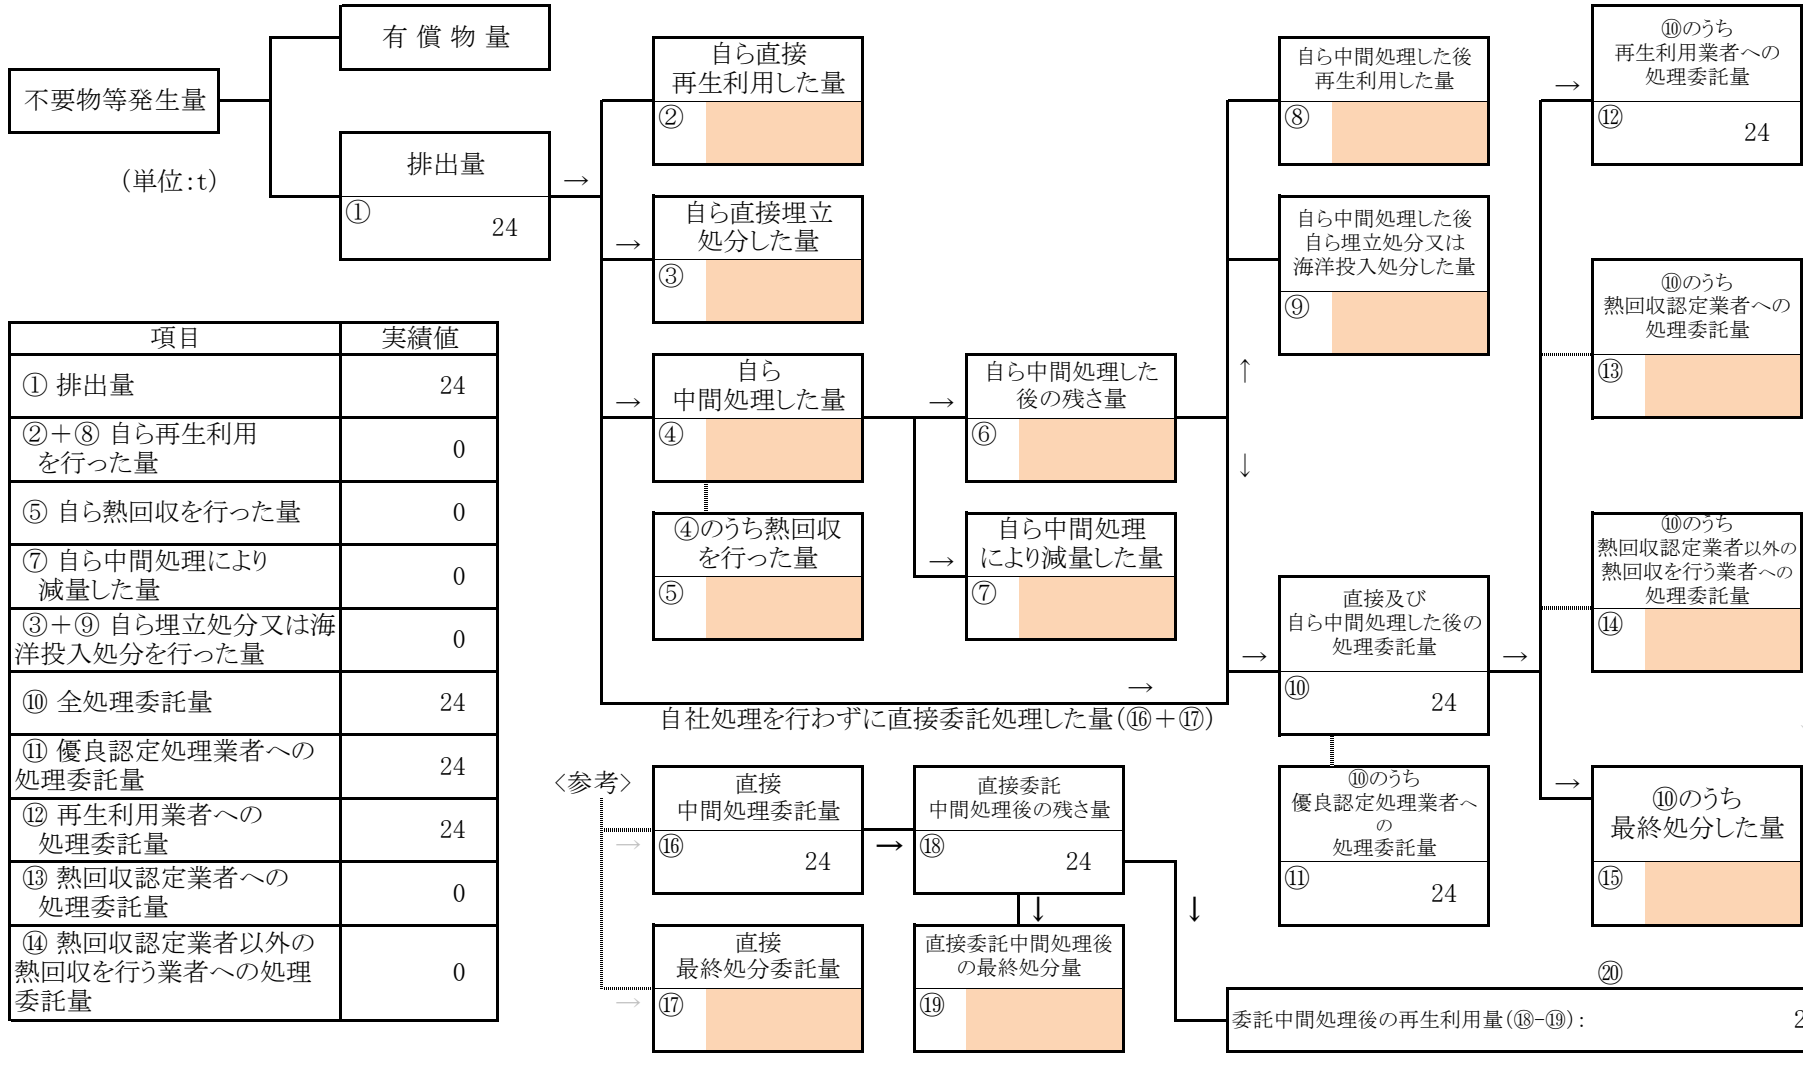 有 償 物 量
不要物等発生量
(単位:t)
排出量
①
24
→
自ら直接
再生利用した量
②
→
自ら直接埋立
処分した量
③
→
自ら
中間処理した量
④
④のうち熱回収
を行った量
⑤
→
自ら中間処理した
後の残さ量
⑥
→
自ら中間処理
により減量した量
⑦
↑
↓
自ら中間処理した後
再生利用した量
⑧
自ら中間処理した後
自ら埋立処分又は
海洋投入処分した量
⑨
→
自社処理を行わずに直接委託処理した量(⑯+⑰)
→
直接及び
自ら中間処理した後の
処理委託量
⑩
24
⑩のうち
優良認定処理業者へ
の
処理委託量
⑪
24
→
→
⑩のうち
再生利用業者への
処理委託量
⑫
24
⑩のうち
熱回収認定業者への
処理委託量
⑬
⑩のうち
熱回収認定業者以外の
熱回収を行う業者への
処理委託量
⑭
→
⑩のうち
最終処分した量
⑮
項目 実績値
① 排出量 24
②+⑧ 自ら再生利用
を行った量 0
⑤ 自ら熱回収を行った量 0
⑦ 自ら中間処理により
減量した量 0
③+⑨ 自ら埋立処分又は海
洋投入処分を行った量 0
⑩ 全処理委託量 24
⑪ 優良認定処理業者への
処理委託量 24
⑫ 再生利用業者への
処理委託量 24
⑬ 熱回収認定業者への
処理委託量 0
⑭ 熱回収認定業者以外の
熱回収を行う業者への処理
委託量 0
<参考>
→
直接
中間処理委託量
⑯
24
→
直接
最終処分委託量
⑰
→
直接委託
中間処理後の残さ量
⑱
24
↓
直接委託中間処理後
の最終処分量
⑲
↓
⑳
委託中間処理後の再生利用量(⑱-⑲):